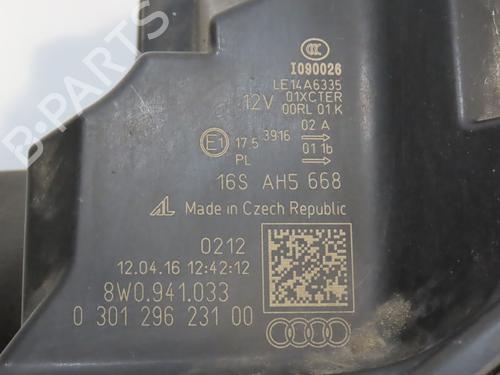 B-PARTS
I090026
LE14A6335
12V 01XCTER
00RL 01K
E1 17 5 3916 02 A
PL 01 1b
16S AH5 668
AL Made in Czech Republic
0212
12.04.16 12:42:12
8W0.941.033
0 301 296 231 00